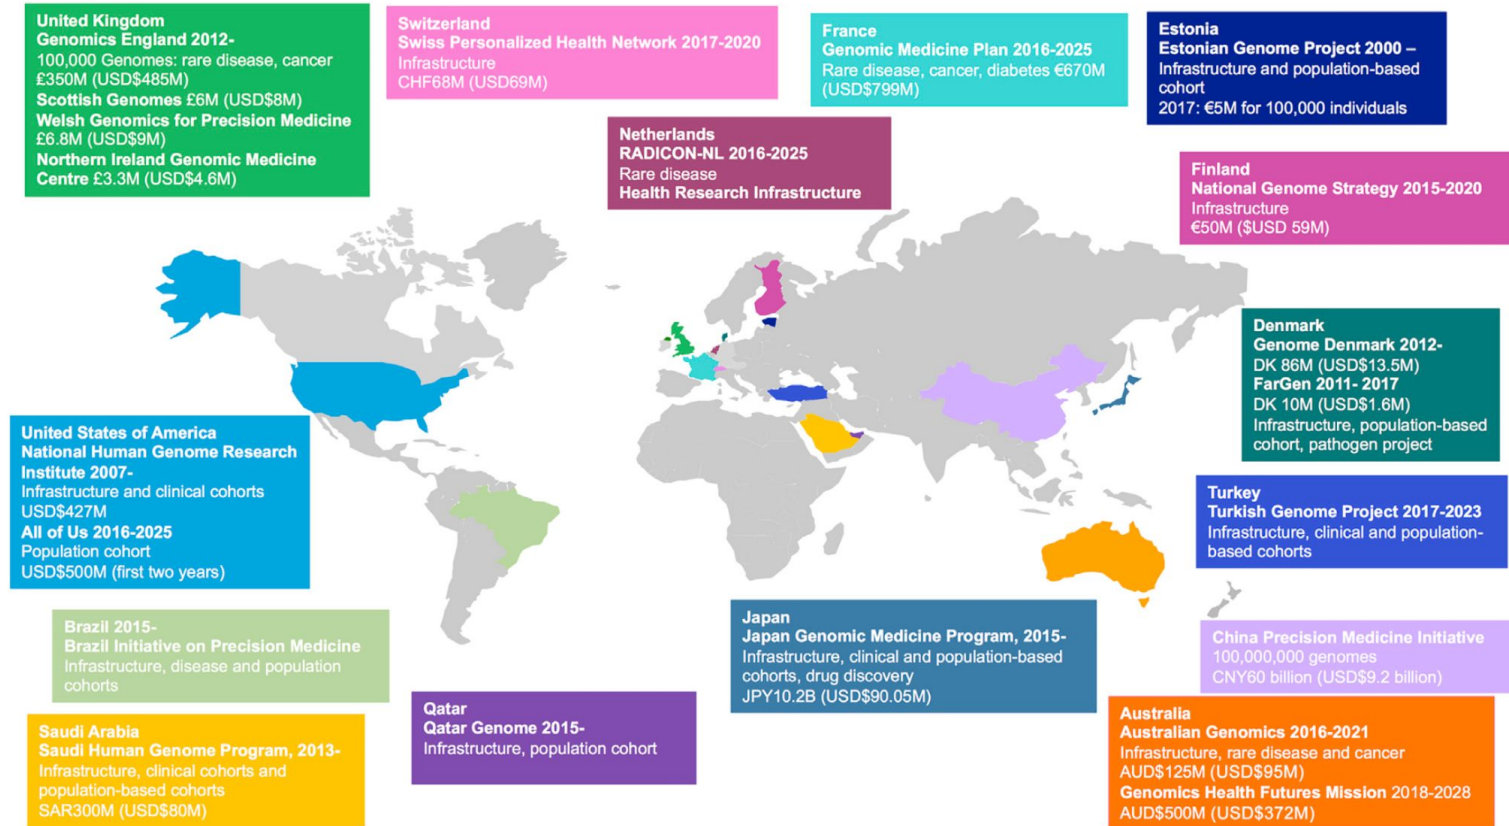 United Kingdom
Genomics England 2012-
100,000 Genomes: rare disease, cancer
£350M (USD$485M)
Scottish Genomes £6M (USD$8M)
Welsh Genomics for Precision Medicine
£6.8M (USD$9M)
Northern Ireland Genomic Medicine
Centre £3.3M (USD$4.6M)
Switzerland
Swiss Personalized Health Network 2017-2020
Infrastructure
CHF68M (USD69M)
France
Genomic Medicine Plan 2016-2025
Rare disease, cancer, diabetes €670M
(USD$799M)
Estonia
Estonian Genome Project 2000 –
Infrastructure and population-based
cohort
2017: €5M for 100,000 individuals
Netherlands
RADICON-NL 2016-2025
Rare disease
Health Research Infrastructure
Finland
National Genome Strategy 2015-2020
Infrastructure
€50M ($USD 59M)
Denmark
Genome Denmark 2012-
DK 86M (USD$13.5M)
FarGen 2011- 2017
DK 10M (USD$1.6M)
Infrastructure, population-based
cohort, pathogen project
United States of America
National Human Genome Research
Institute 2007-
Infrastructure and clinical cohorts
USD$427M
All of Us 2016-2025
Population cohort
USD$500M (first two years)
Turkey
Turkish Genome Project 2017-2023
Infrastructure, clinical and population-
based cohorts
Brazil 2015-
Brazil Initiative on Precision Medicine
Infrastructure, disease and population
cohorts
Japan
Japan Genomic Medicine Program, 2015-
Infrastructure, clinical and population-based
cohorts, drug discovery
JPY10.2B (USD$90.05M)
China Precision Medicine Initiative
100,000,000 genomes
CNY60 billion (USD$9.2 billion)
Saudi Arabia
Saudi Human Genome Program, 2013-
Infrastructure, clinical cohorts and
population-based cohorts
SAR300M (USD$80M)
Qatar
Qatar Genome 2015-
Infrastructure, population cohort
Australia
Australian Genomics 2016-2021
Infrastructure, rare disease and cancer
AUD$125M (USD$95M)
Genomics Health Futures Mission 2018-2028
AUD$500M (USD$372M)